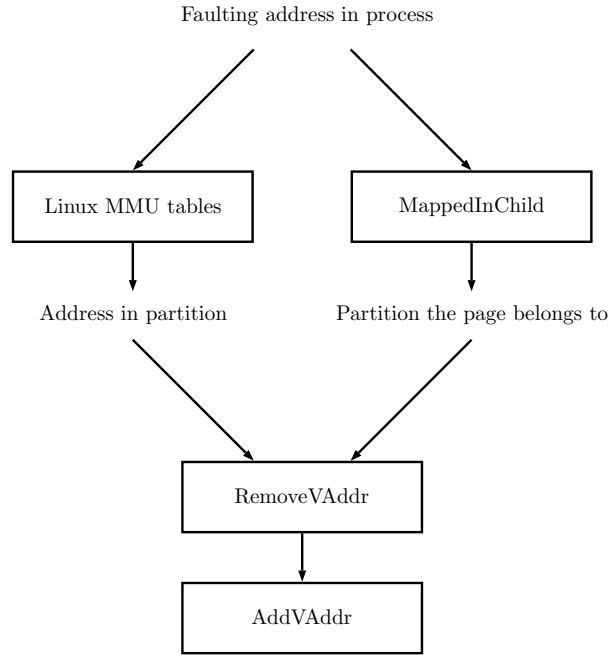 Faulting address in process
Linux MMU tables
MappedInChild
Address in partition
Partition the page belongs to
RemoveVAddr
AddVAddr